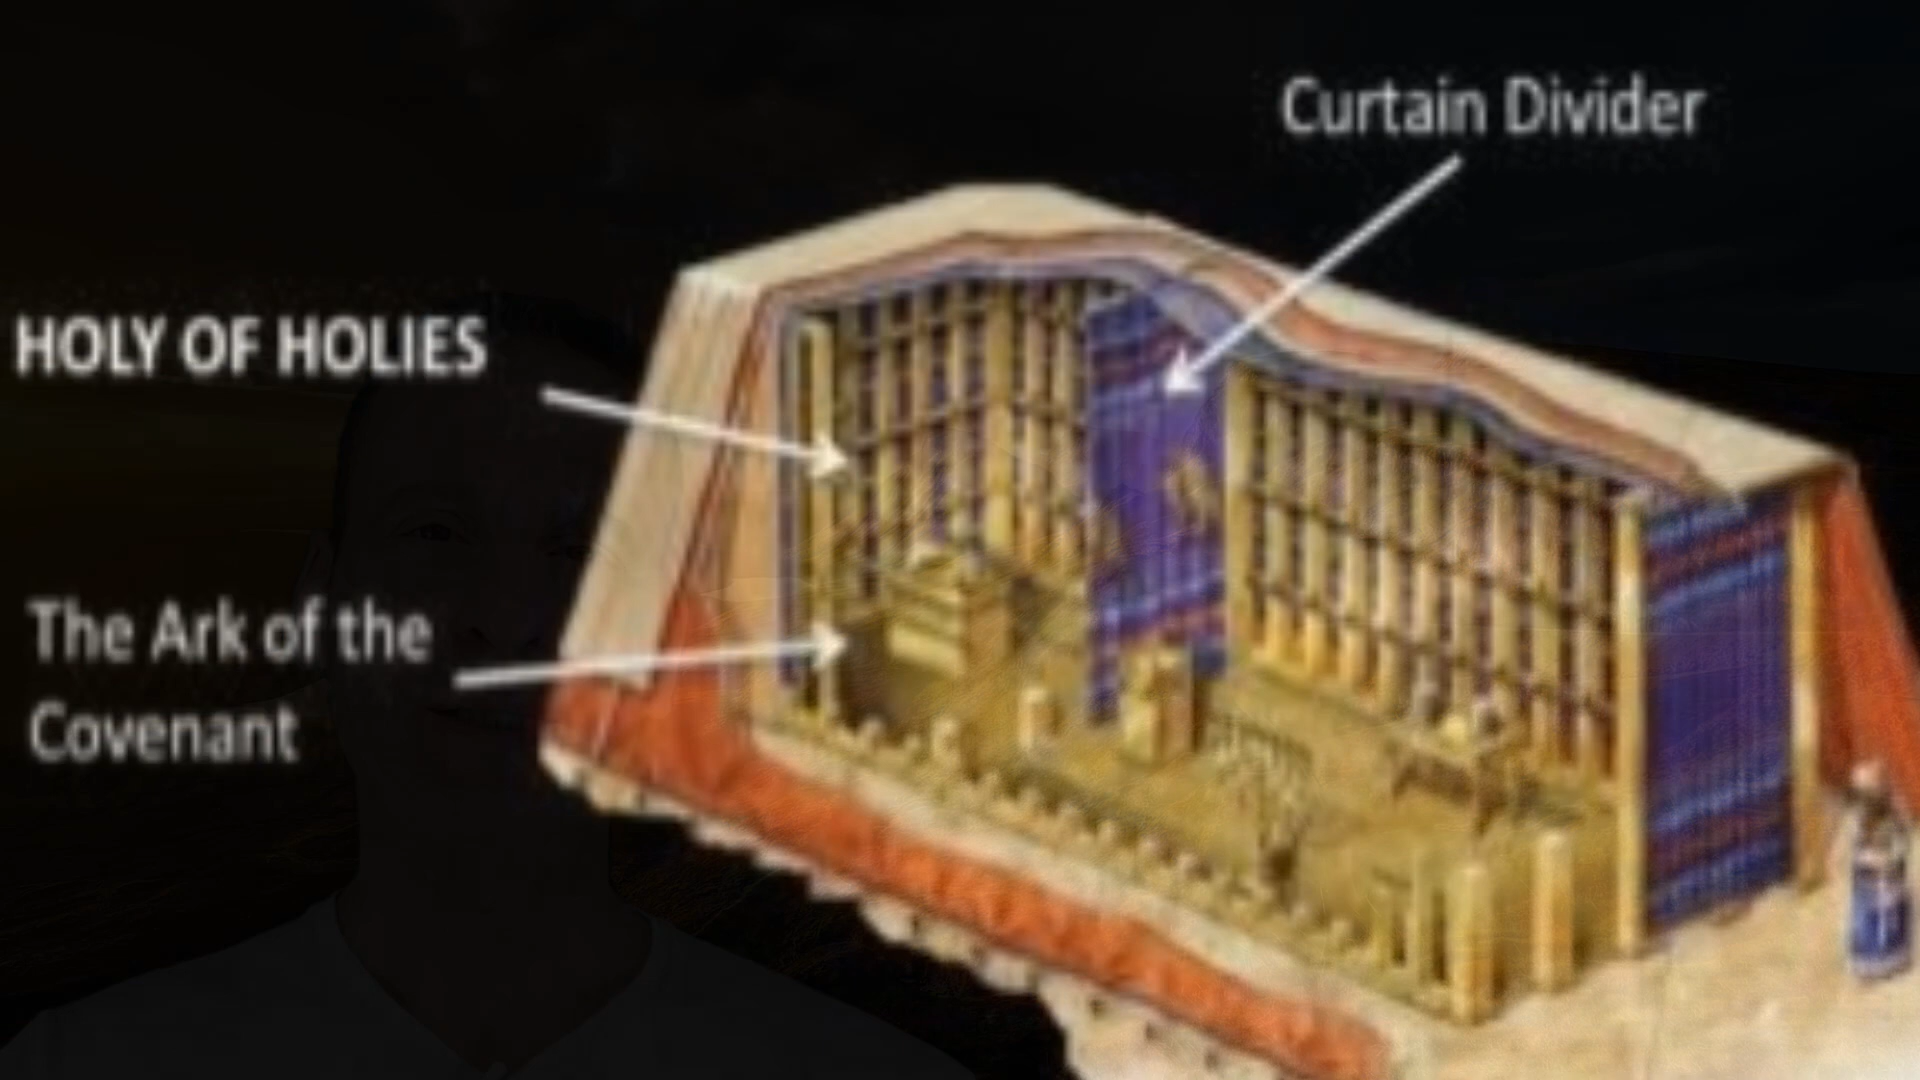 Curtain Divider
HOLY OF HOLIES
The Ark of the
Covenant